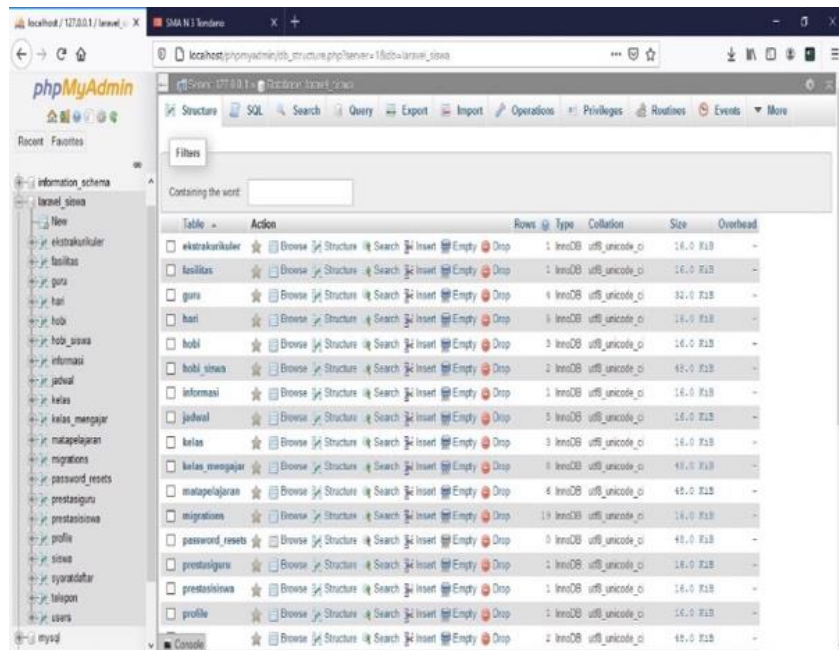 localhost / 127.0.0.1 / laravel_s X
SMA N 3 Tondano X +
localhost/phpmyadmin/db_structure.php?server=1&db=laravel_siswa
phpMyAdmin
Recent Favorites
information_schema
laravel_siswa
New
ekstrakurikuler
fasilitas
guru
hari
hobi
hobi_siswa
informasi
jadwal
kelas
kelas_mengajar
matapelajaran
migrations
password_resets
prestasiguru
prestasisiswa
profile
siswa
syaratdaftar
telepon
users
mysql
Server: 127.0.0.1 » Database: laravel_siswa
Structure SQL Search Query Export Import Operations Privileges Routines Events More
Filters
Containing the word:
Table Action Rows Type Collation Size Overhead
ekstrakurikuler Browse Structure Search Insert Empty Drop 1 InnoDB utf8_unicode_ci 16.0 KiB -
fasilitas Browse Structure Search Insert Empty Drop 1 InnoDB utf8_unicode_ci 16.0 KiB -
guru Browse Structure Search Insert Empty Drop 4 InnoDB utf8_unicode_ci 32.0 KiB -
hari Browse Structure Search Insert Empty Drop InnoDB utf8_unicode_ci 16.0 KiB -
hobi Browse Structure Search Insert Empty Drop 3 InnoDB utf8_unicode_ci 16.0 KiB -
hobi_siswa Browse Structure Search Insert Empty Drop 2 InnoDB utf8_unicode_ci 48.0 KiB -
informasi Browse Structure Search Insert Empty Drop 1 InnoDB utf8_unicode_ci 16.0 KiB -
jadwal Browse Structure Search Insert Empty Drop 5 InnoDB utf8_unicode_ci 16.0 KiB -
kelas Browse Structure Search Insert Empty Drop 3 InnoDB utf8_unicode_ci 16.0 KiB -
kelas_mengajar Browse Structure Search Insert Empty Drop InnoDB utf8_unicode_ci 48.0 KiB -
matapelajaran Browse Structure Search Insert Empty Drop 6 InnoDB utf8_unicode_ci 48.0 KiB -
migrations Browse Structure Search Insert Empty Drop 19 InnoDB utf8_unicode_ci 16.0 KiB -
password_resets Browse Structure Search Insert Empty Drop 0 InnoDB utf8_unicode_ci 48.0 KiB -
prestasiguru Browse Structure Search Insert Empty Drop InnoDB utf8_unicode_ci 16.0 KiB -
prestasisiswa Browse Structure Search Insert Empty Drop 1 InnoDB utf8_unicode_ci 16.0 KiB -
profile Browse Structure Search Insert Empty Drop InnoDB utf8_unicode_ci 16.0 KiB -
Browse Structure Search Insert Empty Drop 2 InnoDB utf8_unicode_ci 48.0 KiB -
Console